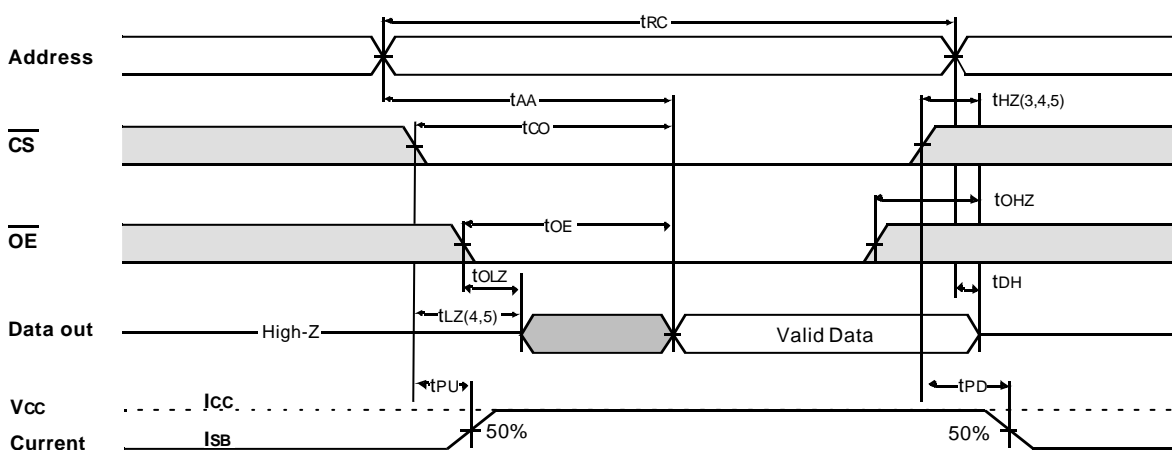 tRC
Address
tAA
tHZ(3,4,5)
tCO
CS
tOHZ
tOE
OE
tOLZ
tDH
tLZ(4,5)
Data out
High-Z
Valid Data
tPU
tPD
Vcc
Icc
50%
50%
Current
ISB